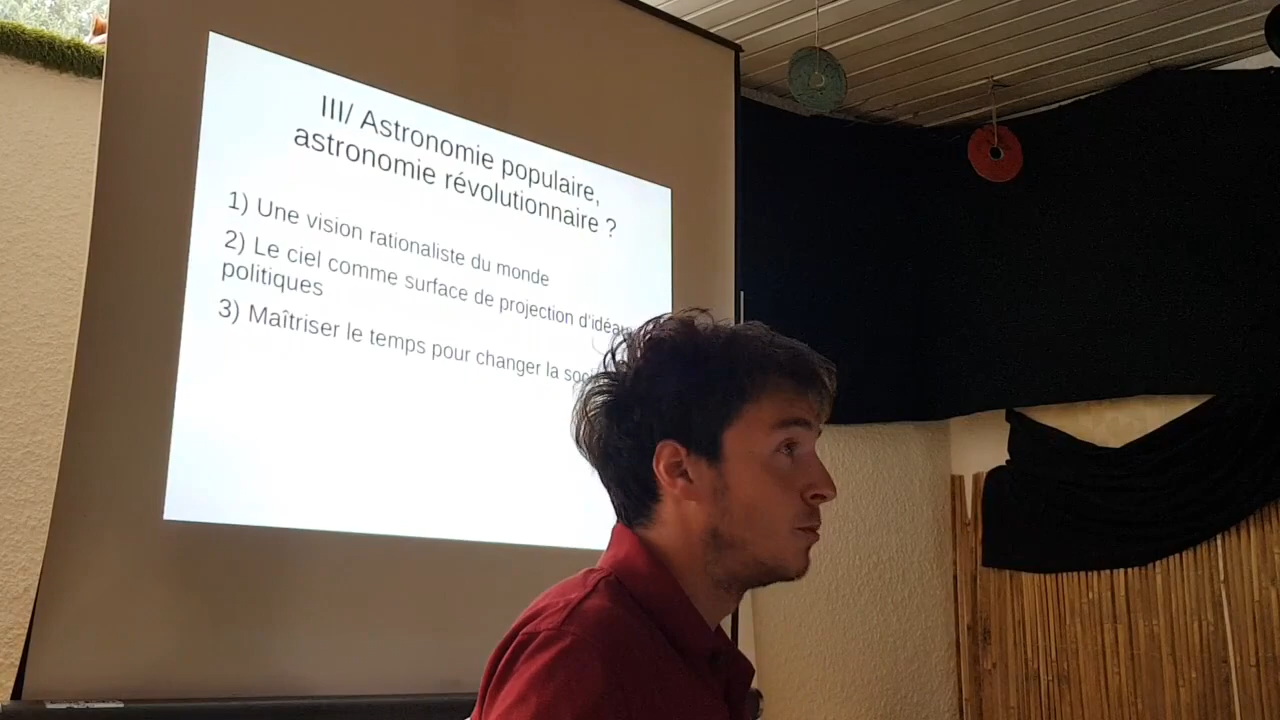 III/ Astronomie populaire,
astronomie révolutionnaire ?
1) Une vision rationaliste du monde
2) Le ciel comme surface de projection
politiques
3) Maîtriser le temps pour changer la